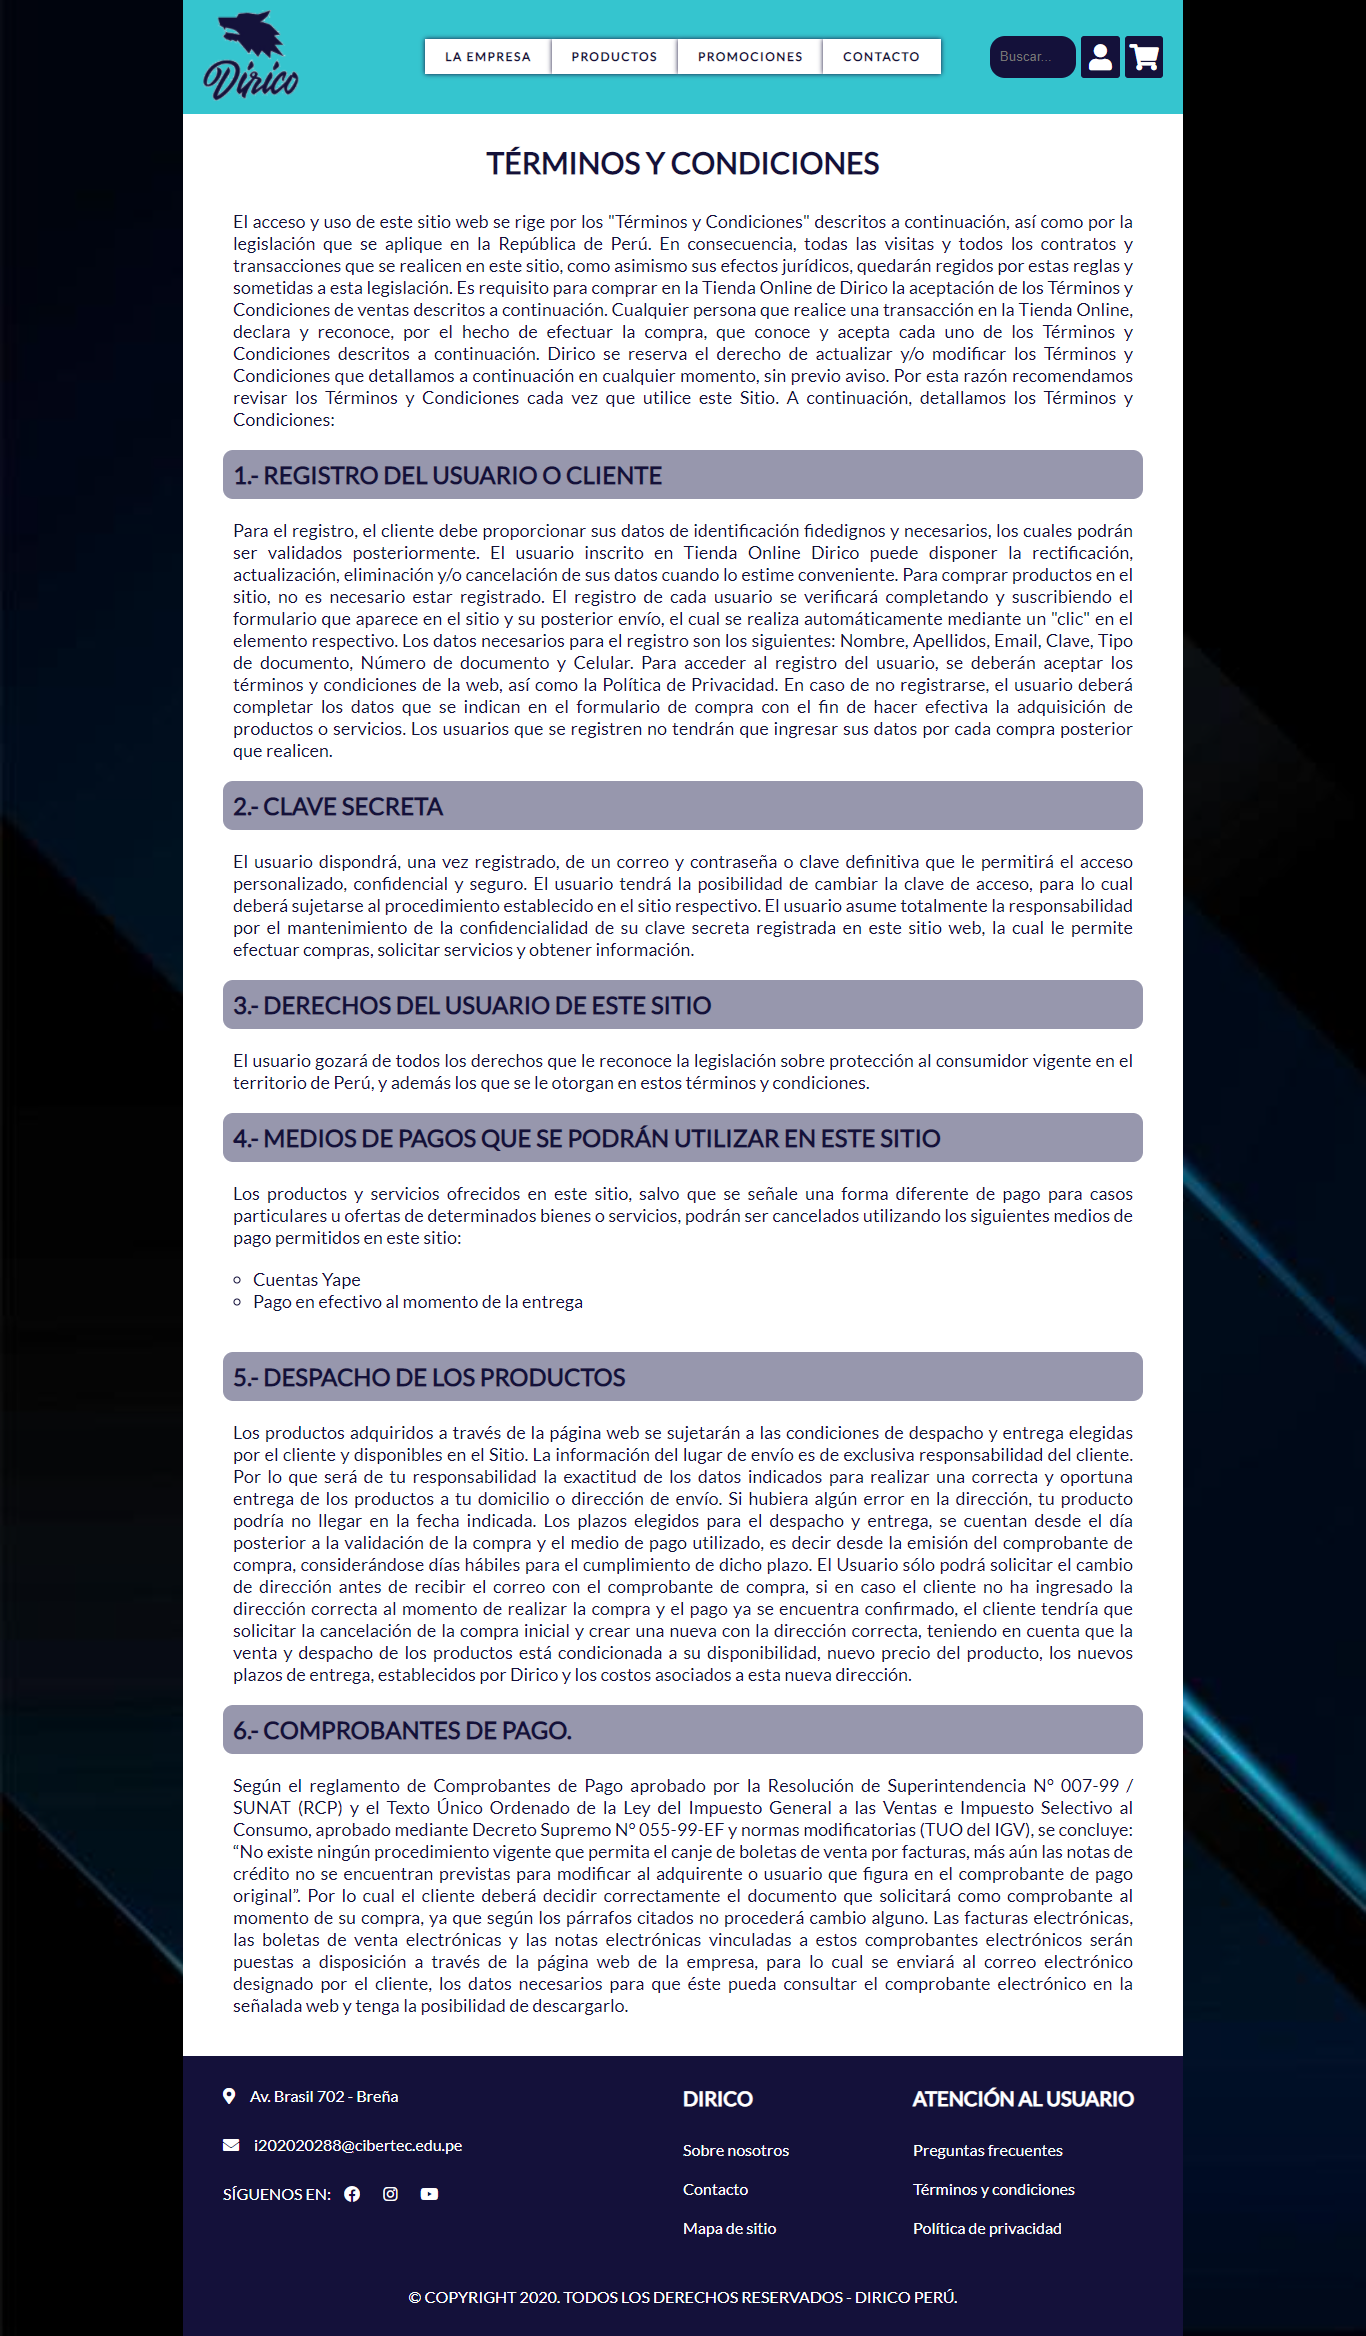 Dirico
LA EMPRESA
PRODUCTOS
PROMOCIONES
CONTACTO
Buscar...
TÉRMINOS Y CONDICIONES
El acceso y uso de este sitio web se rige por los "Términos y Condiciones" descritos a continuación, así como por la
legislación que se aplique en la República de Perú. En consecuencia, todas las visitas y todos los contratos y
transacciones que se realicen en este sitio, como asimismo sus efectos jurídicos, quedarán regidos por estas reglas y
sometidas a esta legislación. Es requisito para comprar en la Tienda Online de Dirico la aceptación de los Términos y
Condiciones de ventas descritos a continuación. Cualquier persona que realice una transacción en la Tienda Online,
declara y reconoce, por el hecho de efectuar la compra, que conoce y acepta cada uno de los Términos y
Condiciones descritos a continuación. Dirico se reserva el derecho de actualizar y/o modificar los Términos y
Condiciones que detallamos a continuación en cualquier momento, sin previo aviso. Por esta razón recomendamos
revisar los Términos y Condiciones cada vez que utilice este Sitio. A continuación, detallamos los Términos y
Condiciones:
1.- REGISTRO DEL USUARIO O CLIENTE
Para el registro, el cliente debe proporcionar sus datos de identificación fidedignos y necesarios, los cuales podrán
ser validados posteriormente. El usuario inscrito en Tienda Online Dirico puede disponer la rectificación,
actualización, eliminación y/o cancelación de sus datos cuando lo estime conveniente. Para comprar productos en el
sitio, no es necesario estar registrado. El registro de cada usuario se verificará completando y suscribiendo el
formulario que aparece en el sitio y su posterior envío, el cual se realiza automáticamente mediante un "clic" en el
elemento respectivo. Los datos necesarios para el registro son los siguientes: Nombre, Apellidos, Email, Clave, Tipo
de documento, Número de documento y Celular. Para acceder al registro del usuario, se deberán aceptar los
términos y condiciones de la web, así como la Política de Privacidad. En caso de no registrarse, el usuario deberá
completar los datos que se indican en el formulario de compra con el fin de hacer efectiva la adquisición de
productos o servicios. Los usuarios que se registren no tendrán que ingresar sus datos por cada compra posterior
que realicen.
2.- CLAVE SECRETA
El usuario dispondrá, una vez registrado, de un correo y contraseña o clave definitiva que le permitirá el acceso
personalizado, confidencial y seguro. El usuario tendrá la posibilidad de cambiar la clave de acceso, para lo cual
deberá sujetarse al procedimiento establecido en el sitio respectivo. El usuario asume totalmente la responsabilidad
por el mantenimiento de la confidencialidad de su clave secreta registrada en este sitio web, la cual le permite
efectuar compras, solicitar servicios y obtener información.
3.- DERECHOS DEL USUARIO DE ESTE SITIO
El usuario gozará de todos los derechos que le reconoce la legislación sobre protección al consumidor vigente en el
territorio de Perú, y además los que se le otorgan en estos términos y condiciones.
4.- MEDIOS DE PAGOS QUE SE PODRÁN UTILIZAR EN ESTE SITIO
Los productos y servicios ofrecidos en este sitio, salvo que se señale una forma diferente de pago para casos
particulares u ofertas de determinados bienes o servicios, podrán ser cancelados utilizando los siguientes medios de
pago permitidos en este sitio:
Cuentas Yape
Pago en efectivo al momento de la entrega
5.- DESPACHO DE LOS PRODUCTOS
Los productos adquiridos a través de la página web se sujetarán a las condiciones de despacho y entrega elegidas
por el cliente y disponibles en el Sitio. La información del lugar de envío es de exclusiva responsabilidad del cliente.
Por lo que será de tu responsabilidad la exactitud de los datos indicados para realizar una correcta y oportuna
entrega de los productos a tu domicilio o dirección de envío. Si hubiera algún error en la dirección, tu producto
podría no llegar en la fecha indicada. Los plazos elegidos para el despacho y entrega, se cuentan desde el día
posterior a la validación de la compra y el medio de pago utilizado, es decir desde la emisión del comprobante de
compra, considerándose días hábiles para el cumplimiento de dicho plazo. El Usuario sólo podrá solicitar el cambio
de dirección antes de recibir el correo con el comprobante de compra, si en caso el cliente no ha ingresado la
dirección correcta al momento de realizar la compra y el pago ya se encuentra confirmado, el cliente tendría que
solicitar la cancelación de la compra inicial y crear una nueva con la dirección correcta, teniendo en cuenta que la
venta y despacho de los productos está condicionada a su disponibilidad, nuevo precio del producto, los nuevos
plazos de entrega, establecidos por Dirico y los costos asociados a esta nueva dirección.
6.- COMPROBANTES DE PAGO.
Según el reglamento de Comprobantes de Pago aprobado por la Resolución de Superintendencia N° 007-99 /
SUNAT (RCP) y el Texto Único Ordenado de la Ley del Impuesto General a las Ventas e Impuesto Selectivo al
Consumo, aprobado mediante Decreto Supremo N° 055-99-EF y normas modificatorias (TUO del IGV), se concluye:
“No existe ningún procedimiento vigente que permita el canje de boletas de venta por facturas, más aún las notas de
crédito no se encuentran previstas para modificar al adquirente o usuario que figura en el comprobante de pago
original”. Por lo cual el cliente deberá decidir correctamente el documento que solicitará como comprobante al
momento de su compra, ya que según los párrafos citados no procederá cambio alguno. Las facturas electrónicas,
las boletas de venta electrónicas y las notas electrónicas vinculadas a estos comprobantes electrónicos serán
puestas a disposición a través de la página web de la empresa, para lo cual se enviará al correo electrónico
designado por el cliente, los datos necesarios para que éste pueda consultar el comprobante electrónico en la
señalada web y tenga la posibilidad de descargarlo.
Av. Brasil 702 - Breña
i202020288@cibertec.edu.pe
SÍGUENOS EN:
DIRICO
Sobre nosotros
Contacto
Mapa de sitio
ATENCIÓN AL USUARIO
Preguntas frecuentes
Términos y condiciones
Política de privacidad
© COPYRIGHT 2020. TODOS LOS DERECHOS RESERVADOS - DIRICO PERÚ.